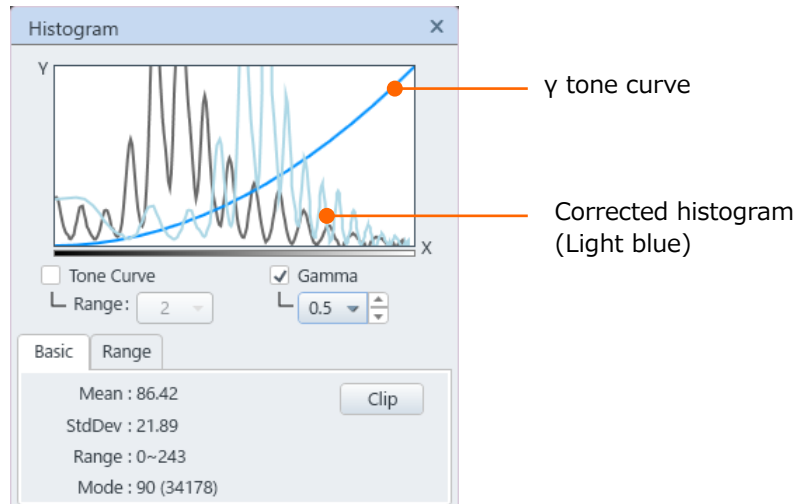 Histogram
Y
γ tone curve
Corrected histogram
(Light blue)
X
Tone Curve
Gamma
Range:
2
0.5
Basic
Range
Mean : 86.42
Clip
StdDev : 21.89
Range : 0~243
Mode : 90 (34178)